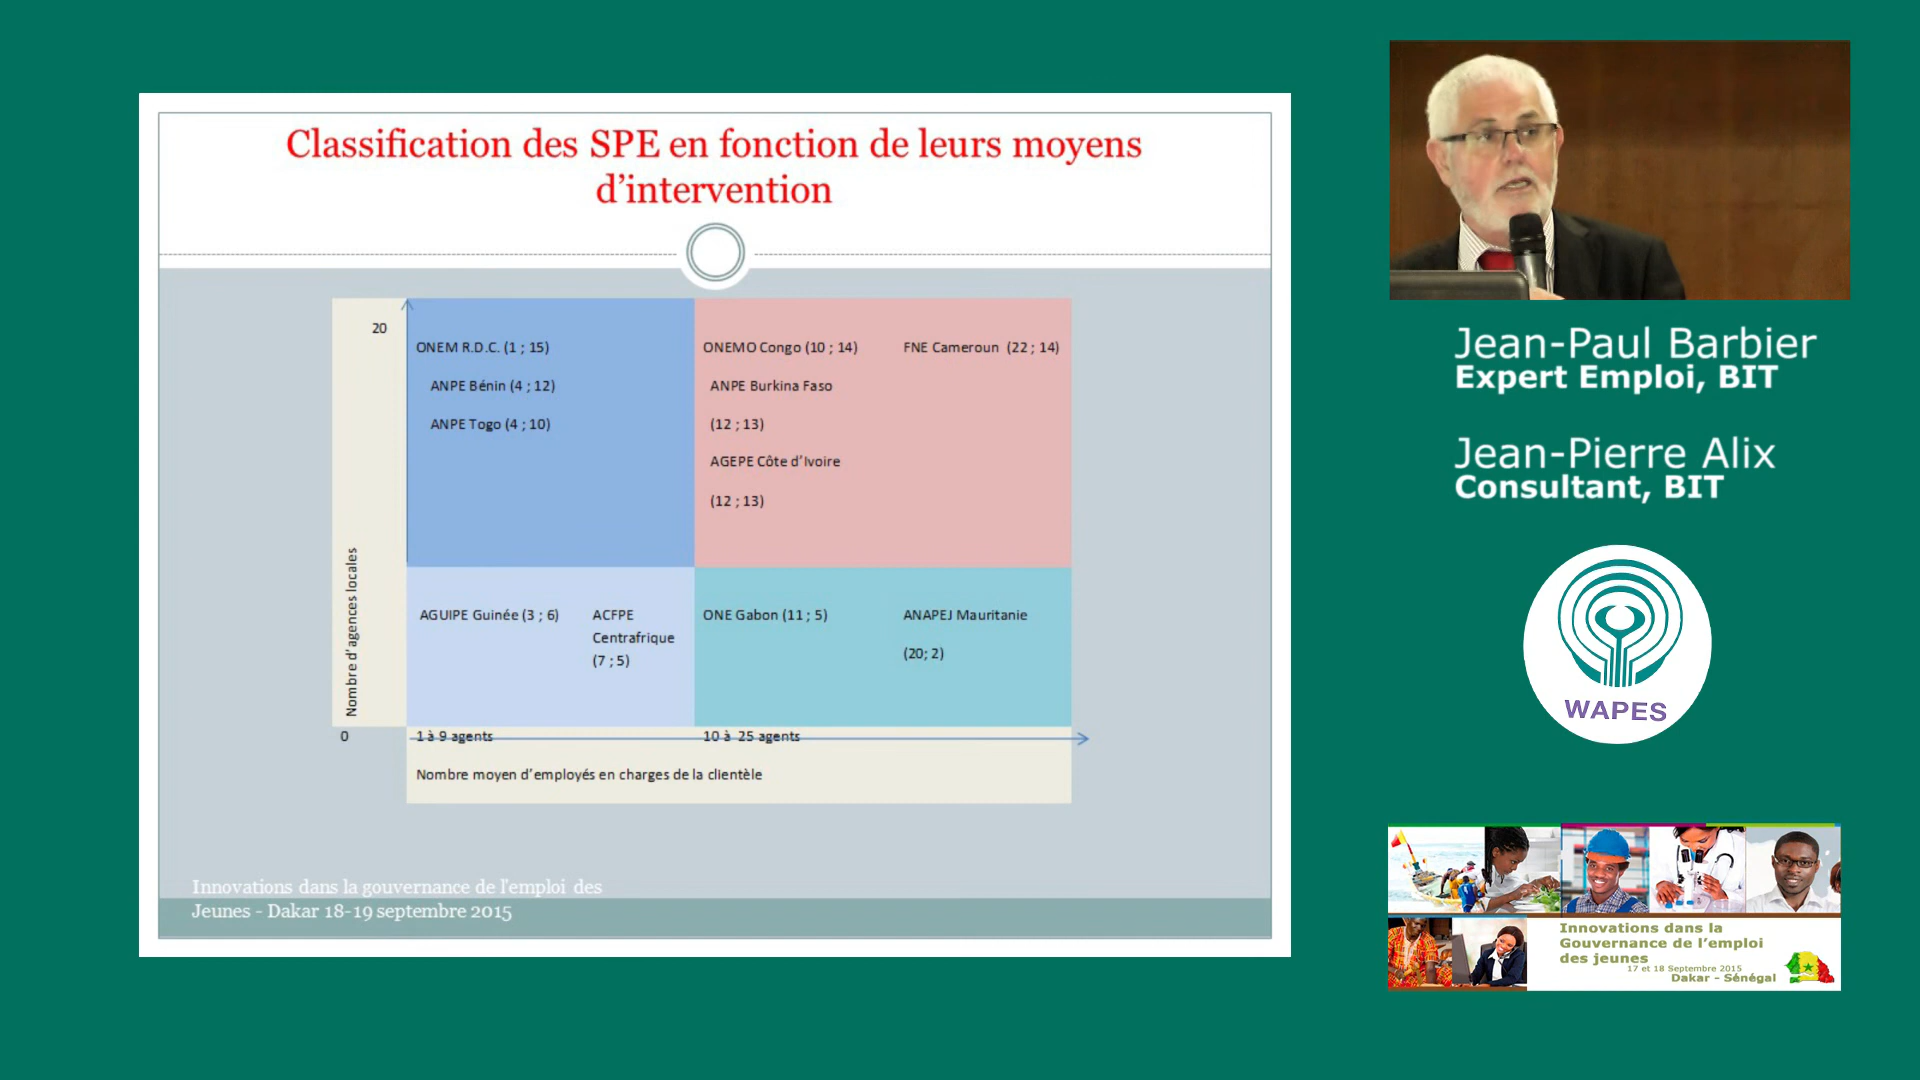 Classification des SPE en fonction de leurs moyens
d'intervention
20
ONEM R.D.C. (1 ; 15)
ANPE Bénin (4 ; 12)
ANPE Togo (4 ; 10)
ONEMO Congo (10 ; 14)
FNE Cameroun (22 ; 14)
ANPE Burkina Faso
(12 ; 13)
AGEPE Côte d'Ivoire
(12 ; 13)
Nombre d'agences locales
AGUIPE Guinée (3 ; 6)
ACFPE
Centrafrique
(7 ; 5)
ONE Gabon (11 ; 5)
ANAPEJ Mauritanie
(20; 2)
0
1 à 9 agents
10 à 25 agents
Nombre moyen d'employés en charges de la clientèle
Innovations dans la gouvernance de l'emploi des
Jeunes - Dakar 18-19 septembre 2015
Jean-Paul Barbier
Expert Emploi, BIT
Jean-Pierre Alix
Consultant, BIT
WAPES
Innovations dans la
Gouvernance de l'emploi
des jeunes
17 et 18 Septembre 2015
Dakar - Sénégal